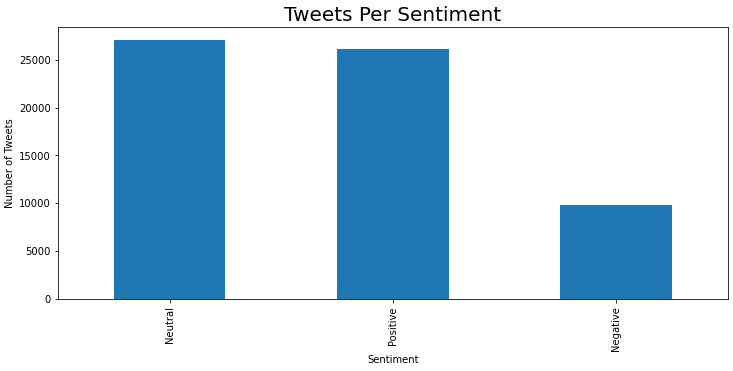 Tweets Per Sentiment
Number of Tweets
25000
20000
15000
10000
5000
0
Neutral
Positive
Negative
Sentiment